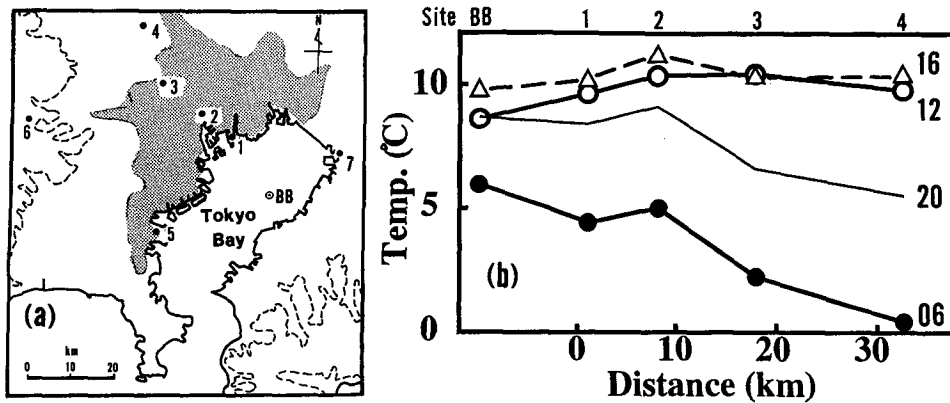 N
4
3
2
6
1
7
BB
Tokyo
Bay
5
(a)
km
0 10 20
Site BB 1 2 3 4
Temp. (℃)
10
5
0
16
12
20
06
(b)
0 10 20 30
Distance (km)